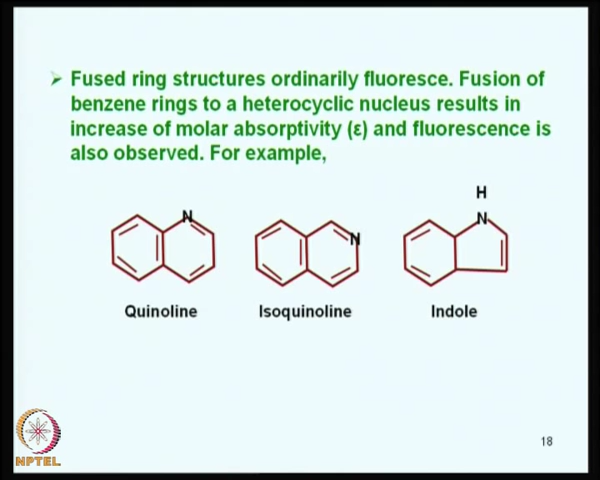 Fused ring structures ordinarily fluoresce. Fusion of
benzene rings to a heterocyclic nucleus results in
increase of molar absorptivity (ε) and fluorescence is
also observed. For example,
H
N
N
N
Quinoline Isoquinoline Indole
18
NPTEL